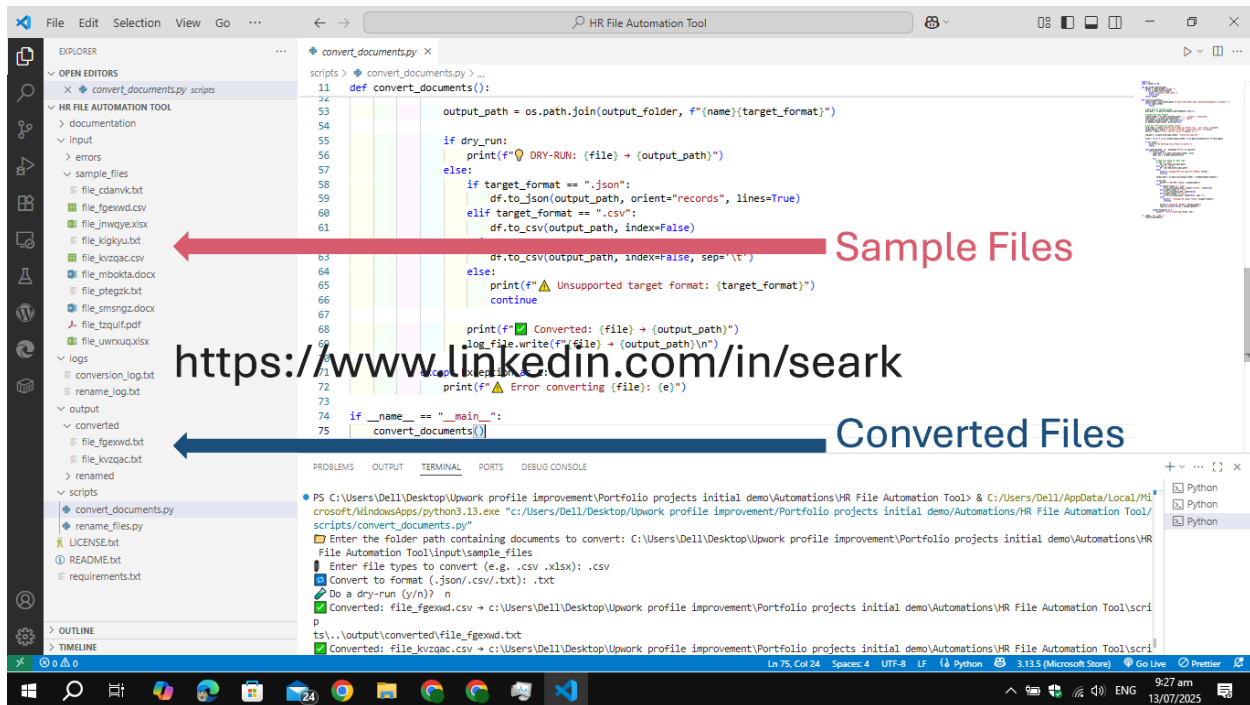 File Edit Selection View Go ...
HR File Automation Tool
EXPLORER
OPEN EDITORS
convert_documents.py scripts
HR FILE AUTOMATION TOOL
documentation
input
errors
sample_files
file_cdanvk.txt
file_fgexwd.csv
file_jnwqye.xlsx
file_kigkyu.txt
file_kvzqac.csv
file_mbokta.docx
file_ptegzk.txt
file_smsngz.docx
file_tzqulf.pdf
file_uwrxuq.xlsx
logs
conversion_log.txt
rename_log.txt
output
converted
file_fgexwd.txt
file_kvzqac.txt
renamed
scripts
convert_documents.py
rename_files.py
LICENSE.txt
README.txt
requirements.txt
OUTLINE
TIMELINE
convert_documents.py
scripts > convert_documents.py > ...
11 def convert_documents():
53 output_path = os.path.join(output_folder, f"{name}{target_format}")
54
55 if dry_run:
56 print(f"💡 DRY-RUN: {file} → {output_path}")
57 else:
58 if target_format == ".json":
59 df.to_json(output_path, orient="records", lines=True)
60 elif target_format == ".csv":
61 df.to_csv(output_path, index=False)
Sample Files
63 df.to_csv(output_path, index=False, sep='\t')
64 else:
65 print(f"⚠ Unsupported target format: {target_format}")
66 continue
67
68 print(f"✅ Converted: {file} → {output_path}")
69 log_file.write(f"{file} → {output_path}\n")
https://www.linkedin.com/in/seark
71 except Exception as e:
72 print(f"⚠ Error converting {file}: {e}")
73
74 if __name__ == "__main__":
75 convert_documents()
Converted Files
PROBLEMS OUTPUT TERMINAL PORTS DEBUG CONSOLE
PS C:\Users\Dell\Desktop\Upwork profile improvement\Portfolio projects initial demo\Automations\HR File Automation Tool> & C:/Users/Dell/AppData/Local/Mi
crosoft/WindowsApps/python3.13.exe "c:/Users/Dell/Desktop/Upwork profile improvement/Portfolio projects initial demo/Automations/HR File Automation Tool/
scripts/convert_documents.py"
📁 Enter the folder path containing documents to convert: C:\Users\Dell\Desktop\Upwork profile improvement\Portfolio projects initial demo\Automations\HR
File Automation Tool\input\sample_files
Enter file types to convert (e.g. .csv .xlsx): .csv
Convert to format (.json/.csv/.txt): .txt
Do a dry-run (y/n)? n
✅ Converted: file_fgexwd.csv → c:\Users\Dell\Desktop\Upwork profile improvement\Portfolio projects initial demo\Automations\HR File Automation Tool\scri
p
ts\..\output\converted\file_fgexwd.txt
✅ Converted: file_kvzqac.csv → c:\Users\Dell\Desktop\Upwork profile improvement\Portfolio projects initial demo\Automations\HR File Automation Tool\scri
Python
Python
Python
0 0
Ln 75, Col 24 Spaces: 4 UTF-8 LF Python 3.13.5 (Microsoft Store) Go Live Prettier
24
ENG
9:27 am
13/07/2025